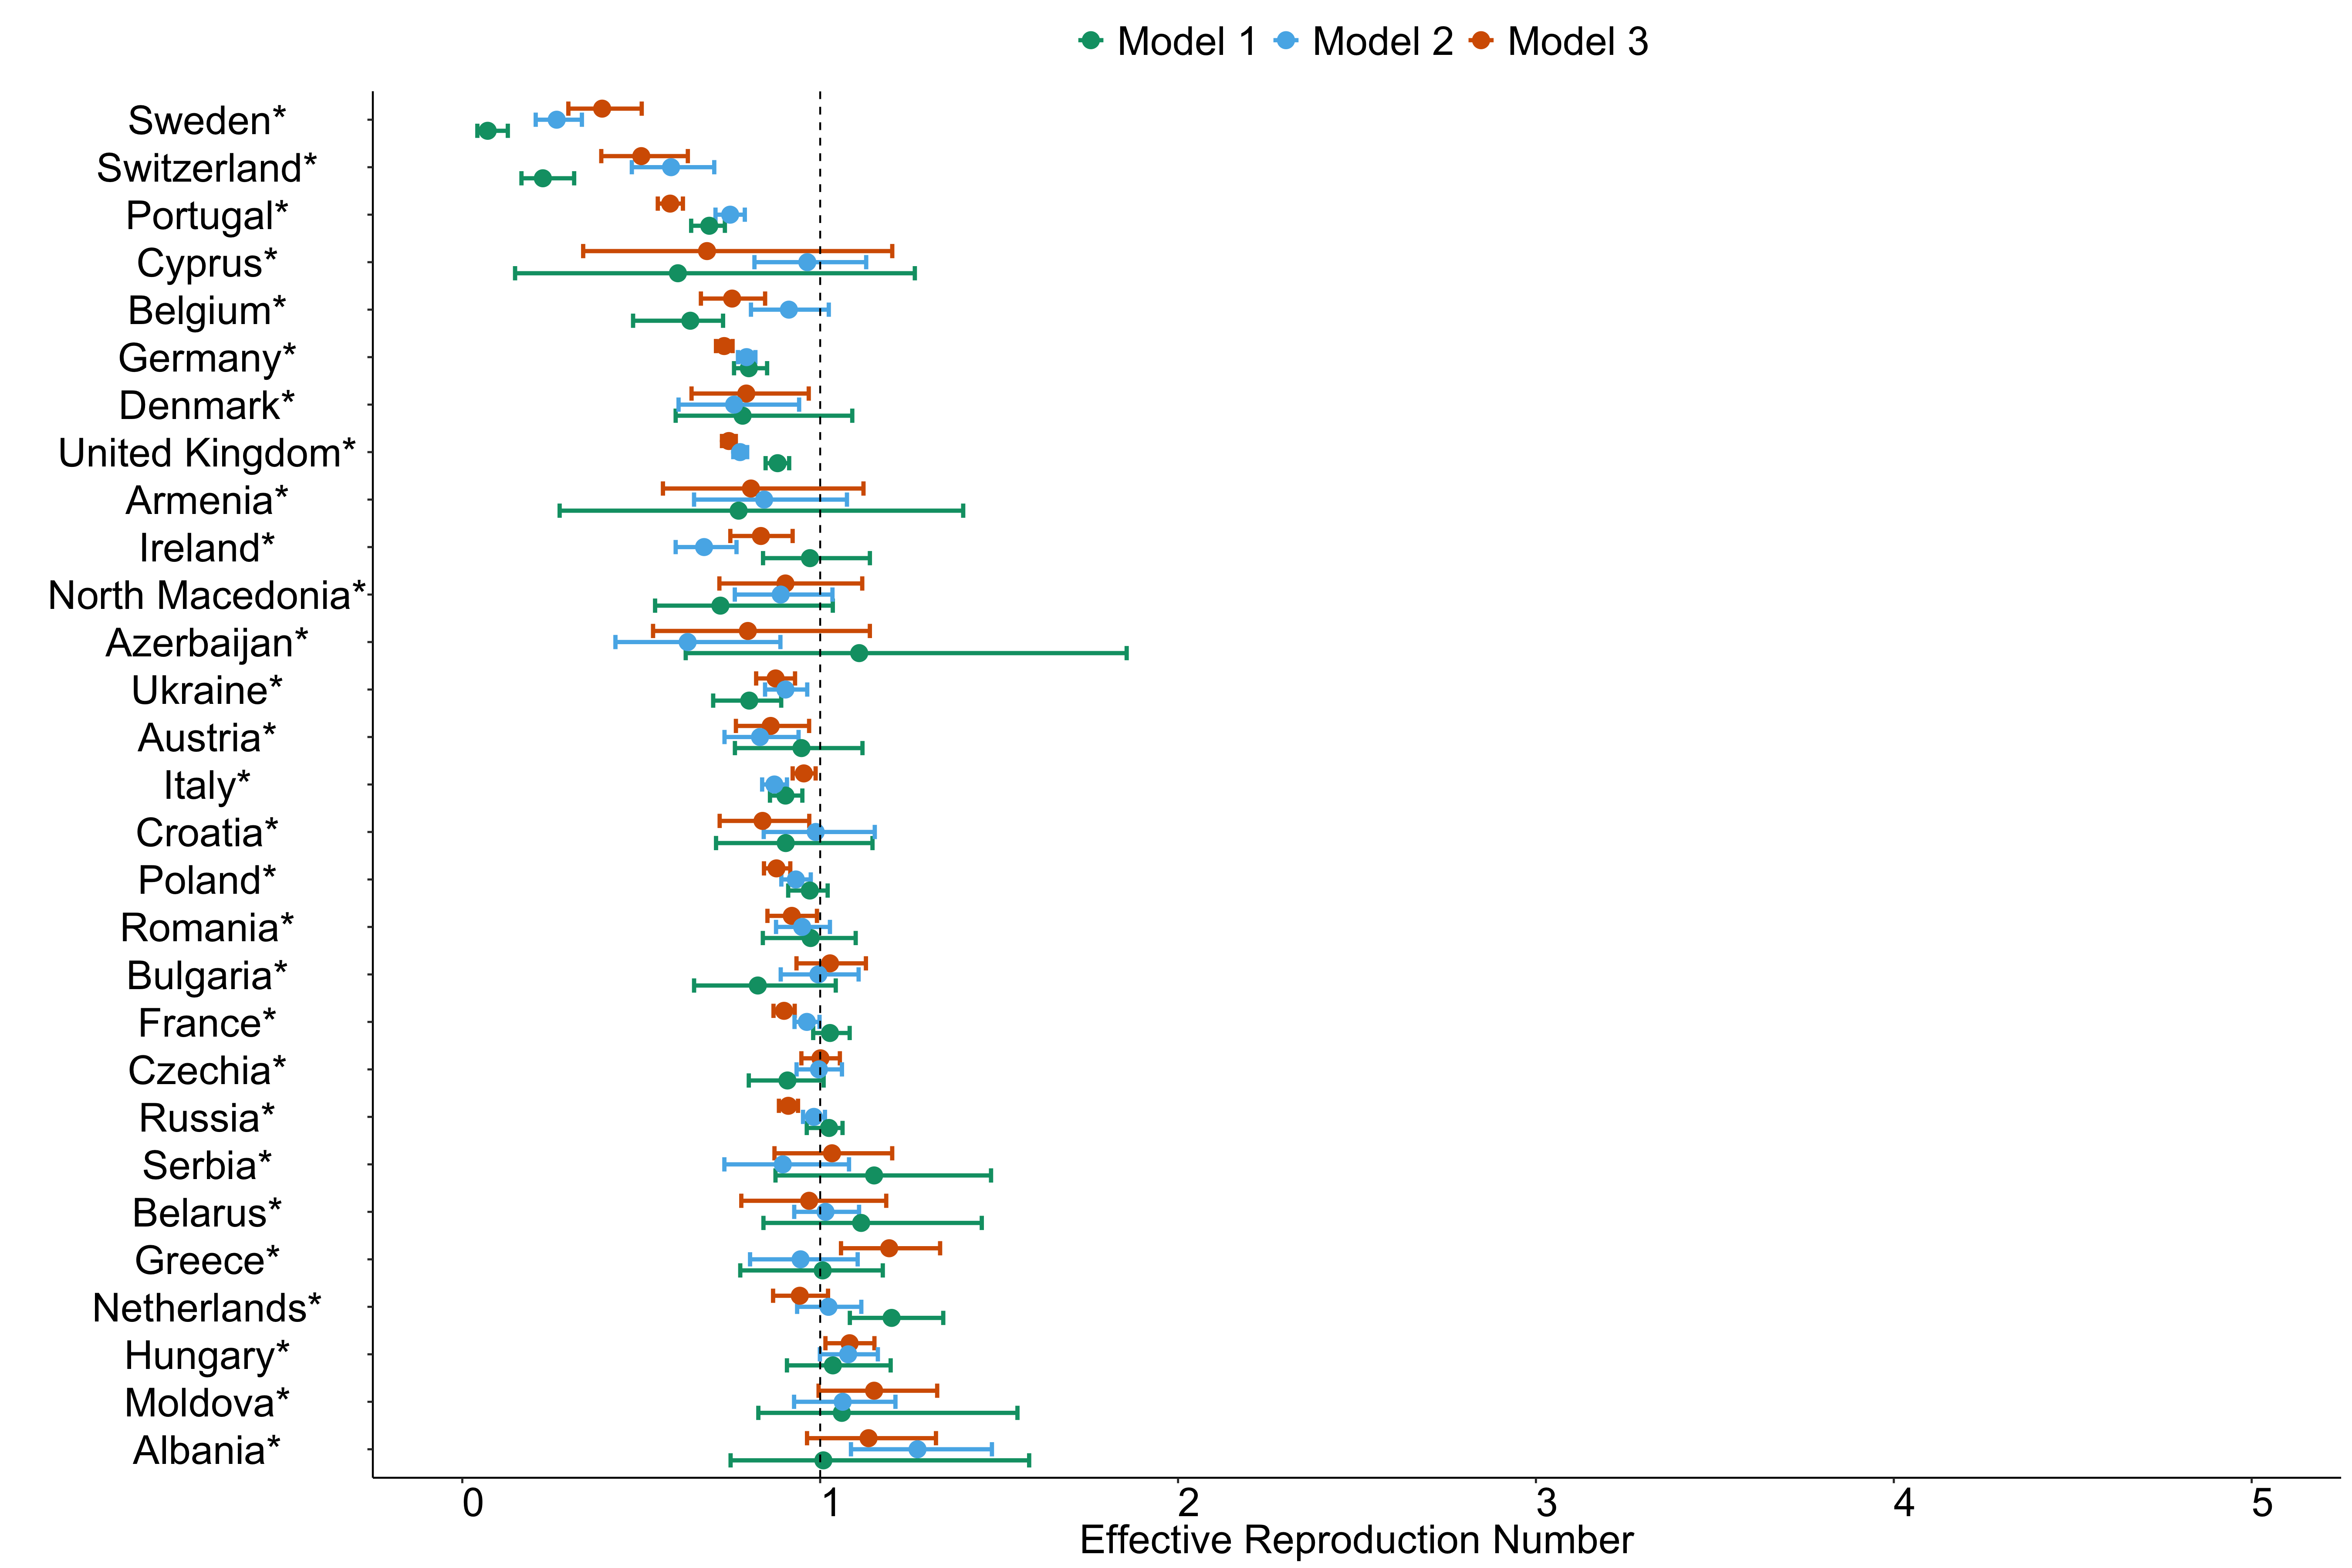 Model 1 Model 2 Model 3
Sweden*
Switzerland*
Portugal*
Cyprus*
Belgium*
Germany*
Denmark*
United Kingdom*
Armenia*
Ireland*
North Macedonia*
Azerbaijan*
Ukraine*
Austria*
Italy*
Croatia*
Poland*
Romania*
Bulgaria*
France*
Czechia*
Russia*
Serbia*
Belarus*
Greece*
Netherlands*
Hungary*
Moldova*
Albania*
0 1 2 3 4 5
Effective Reproduction Number